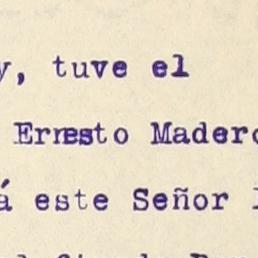 y, tuve el
Ernesto Madero
á este Señor